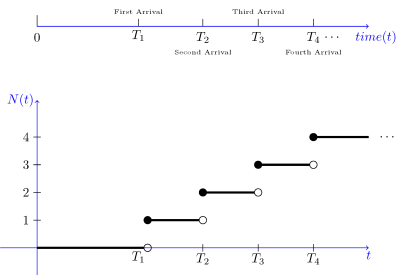 First Arrival Third Arrival
0 T₁ T₂ T₃ T₄ ⋯ time(t)
Second Arrival Fourth Arrival
N(t)
4 ⋯
3
2
1
T₁ T₂ T₃ T₄ t